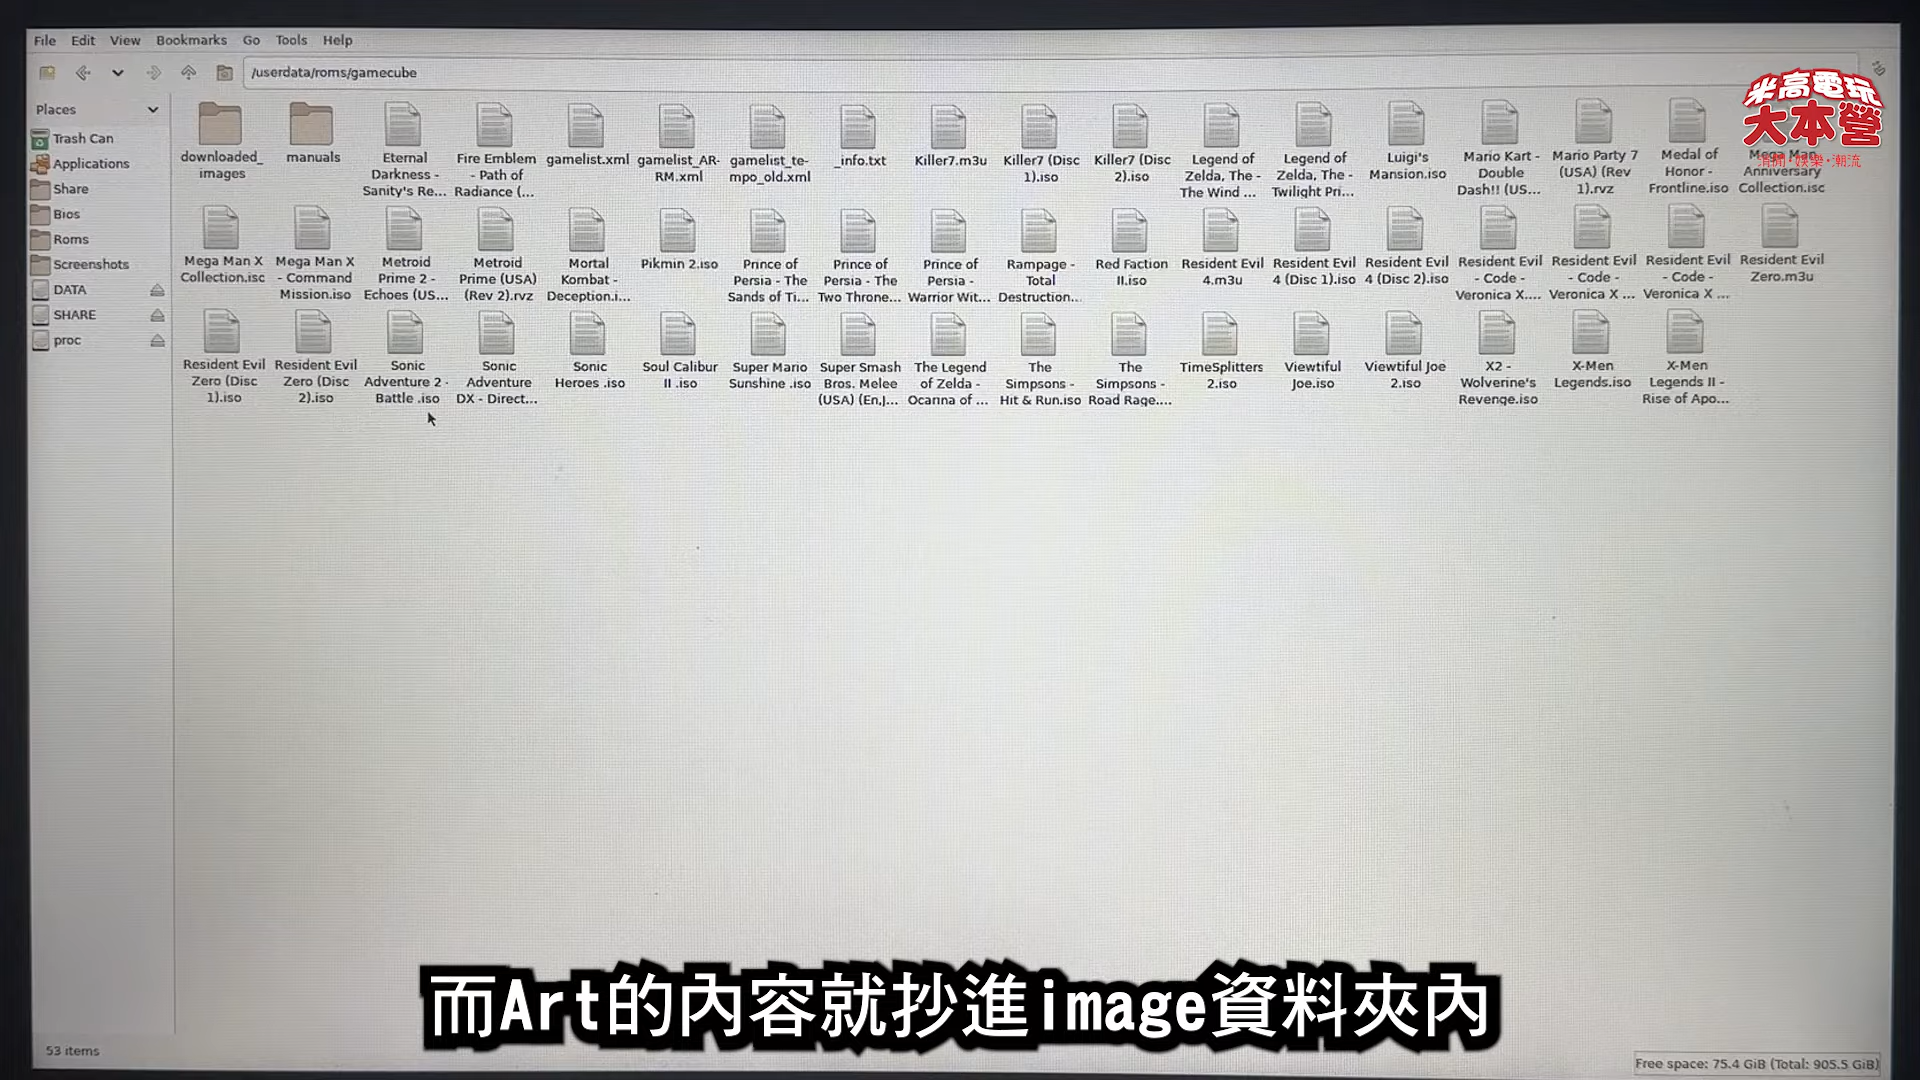 File Edit View Bookmarks Go Tools Help
/userdata/roms/gamecube
米高電玩
大本營
消閒・娛樂・潮流
Places
Trash Can
Applications
Share
Bios
Roms
Screenshots
DATA
SHARE
proc
downloaded_
images
manuals
Eternal
Darkness -
Sanity's Re...
Fire Emblem
- Path of
Radiance (...
gamelist.xml
gamelist_AR-
RM.xml
gamelist_te-
mpo_old.xml
_info.txt
Killer7.m3u
Killer7 (Disc
1).iso
Killer7 (Disc
2).iso
Legend of
Zelda, The -
The Wind ...
Legend of
Zelda, The -
Twilight Pri...
Luigi's
Mansion.iso
Mario Kart -
Double
Dash!! (US...
Mario Party 7
(USA) (Rev
1).rvz
Medal of
Honor -
Frontline.iso
Mega Man
Anniversary
Collection.isc
Mega Man X
Collection.isc
Mega Man X
- Command
Mission.iso
Metroid
Prime 2 -
Echoes (US...
Metroid
Prime (USA)
(Rev 2).rvz
Mortal
Kombat -
Deception.i...
Pikmin 2.iso
Prince of
Persia - The
Sands of Ti...
Prince of
Persia - The
Two Throne...
Prince of
Persia -
Warrior Wit...
Rampage -
Total
Destruction...
Red Faction
II.iso
Resident Evil
4.m3u
Resident Evil
4 (Disc 1).iso
Resident Evil
4 (Disc 2).iso
Resident Evil
- Code -
Veronica X....
Resident Evil
- Code -
Veronica X ...
Resident Evil
- Code -
Veronica X ...
Resident Evil
Zero.m3u
Resident Evil
Zero (Disc
1).iso
Resident Evil
Zero (Disc
2).iso
Sonic
Adventure 2 -
Battle .iso
Sonic
Adventure
DX - Direct...
Sonic
Heroes .iso
Soul Calibur
II .iso
Super Mario
Sunshine .iso
Super Smash
Bros. Melee
(USA) (En,J...
The Legend
of Zelda -
Ocarina of ...
The
Simpsons -
Hit & Run.iso
The
Simpsons -
Road Rage....
TimeSplitters
2.iso
Viewtiful
Joe.iso
Viewtiful Joe
2.iso
X2 -
Wolverine's
Revenge.iso
X-Men
Legends.iso
X-Men
Legends II -
Rise of Apo...
而Art的內容就抄進image資料夾內
53 items
Free space: 75.4 GiB (Total: 905.5 GiB)